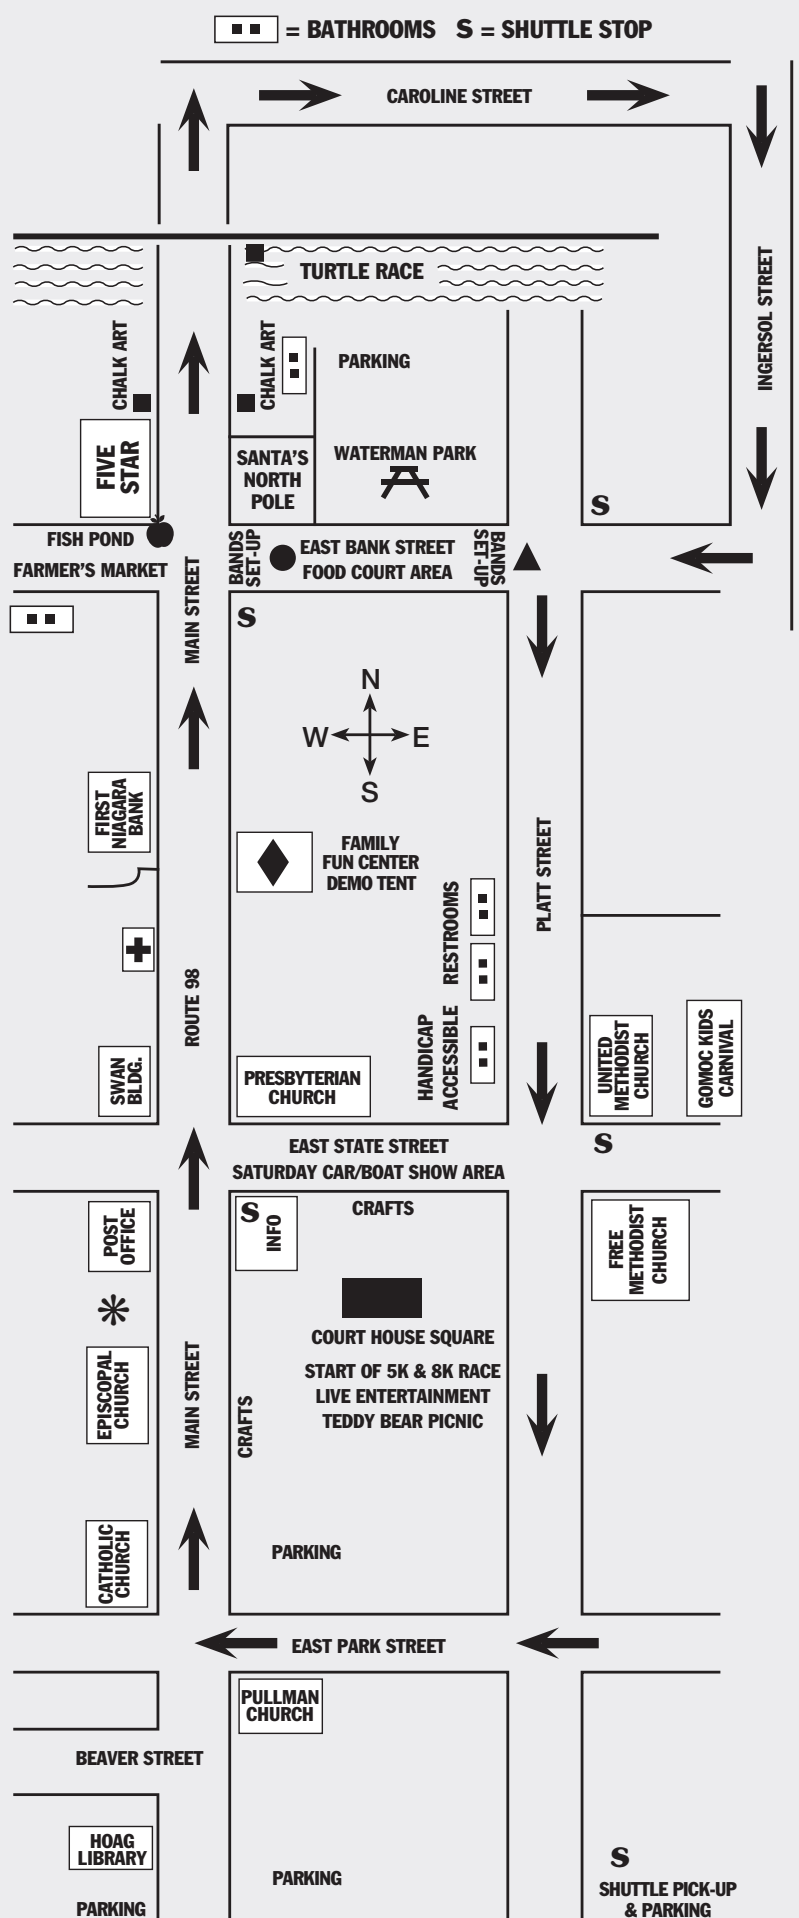 = BATHROOMS S = SHUTTLE STOP
CAROLINE STREET
INGERSOL STREET
TURTLE RACE
CHALK ART
CHALK ART
PARKING
FIVE
STAR
SANTA'S
NORTH
POLE
WATERMAN PARK
S
FISH POND
FARMER'S MARKET
MAIN STREET
BANDS
SET-UP
EAST BANK STREET
FOOD COURT AREA
BANDS
SET-UP
S
N
W E
S
FIRST
NIAGARA
BANK
FAMILY
FUN CENTER
DEMO TENT
PLATT STREET
RESTROOMS
ROUTE 98
HANDICAP
ACCESSIBLE
SWAN
BLDG.
PRESBYTERIAN
CHURCH
UNITED
METHODIST
CHURCH
GOMOC KIDS
CARNIVAL
EAST STATE STREET
SATURDAY CAR/BOAT SHOW AREA
S
POST
OFFICE
S
INFO
CRAFTS
FREE
METHODIST
CHURCH
COURT HOUSE SQUARE
START OF 5K & 8K RACE
LIVE ENTERTAINMENT
TEDDY BEAR PICNIC
EPISCOPAL
CHURCH
MAIN STREET
CRAFTS
CATHOLIC
CHURCH
PARKING
EAST PARK STREET
PULLMAN
CHURCH
BEAVER STREET
HOAG
LIBRARY
PARKING
PARKING
S
SHUTTLE PICK-UP
& PARKING